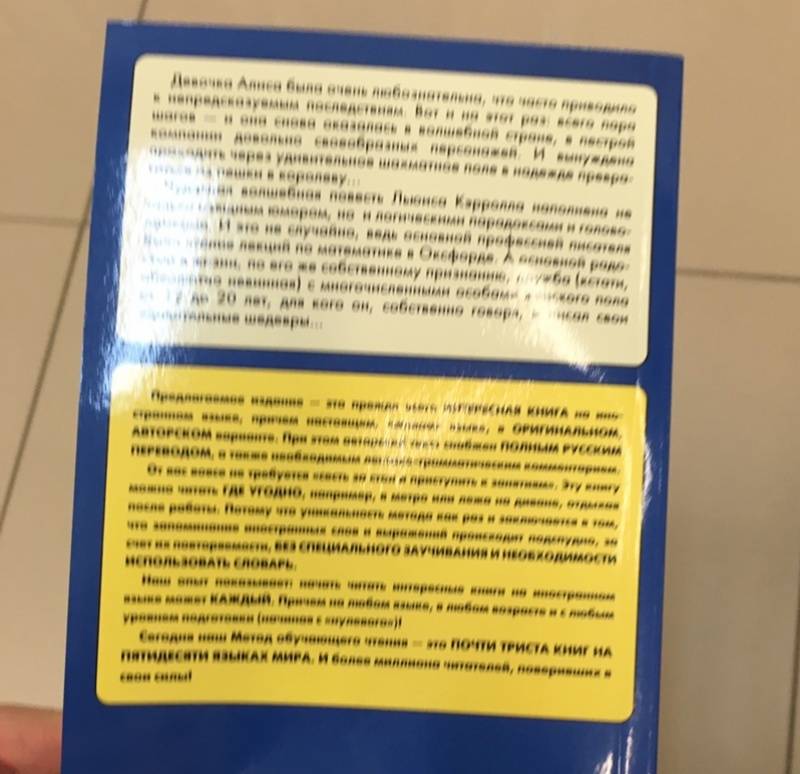 Девочка Алиса была очень любознательна, что часто приводило
к непредсказуемым последствиям. Вот и на этот раз: всего пара
шагов — и она снова оказалась в волшебной стране, в пестрой
компании довольно своеобразных персонажей. И вынуждена
проходить через удивительное шахматное поле в надежде превра-
титься из пешки в королеву...
Чудесная волшебная повесть Льюиса Кэрролла наполнена не
только юмором, но и логическими парадоксами и голово-
И это не случайно, ведь основной профессией писателя
было чтение лекций по математике в Оксфорде. А основной радо-
стью в жизни, по его же собственному признанию, дружба (кстати,
абсолютно невинная) с многочисленными особами женского пола
от 12 до 20 лет, для кого он, собственно говоря, и писал свои
шедевры...
Предлагаемое издание — это прежде всего ИНТЕРЕСНАЯ КНИГА на ино-
странном языке, причем настоящем, языке, в ОРИГИНАЛЬНОМ,
АВТОРСКОМ варианте. При этом авторский текст снабжен ПОЛНЫМ РУССКИМ
ПЕРЕВОДОМ, а также необходимым лексико-грамматическим комментарием.
От вас вовсе не требуется «сесть за стол и приступить к занятиям». Эту книгу
можно читать ГДЕ УГОДНО, например, в метро или лежа на диване, отдыхая
после работы. Потому что уникальность метода как раз и заключается в том,
что запоминание иностранных слов и выражений происходит подспудно, за
счет их повторяемости, БЕЗ СПЕЦИАЛЬНОГО ЗАУЧИВАНИЯ И НЕОБХОДИМОСТИ
ИСПОЛЬЗОВАТЬ СЛОВАРЬ.
Наш опыт показывает: начать читать интересные книги на иностранном
языке может КАЖДЫЙ. Причем на любом языке, в любом возрасте и с любым
уровнем подготовки (начиная с «нулевого»)!
Сегодня наш Метод обучающего чтения — это ПОЧТИ ТРИСТА КНИГ НА
ПЯТИДЕСЯТИ ЯЗЫКАХ МИРА. И более миллиона читателей, поверивших в
свои силы!